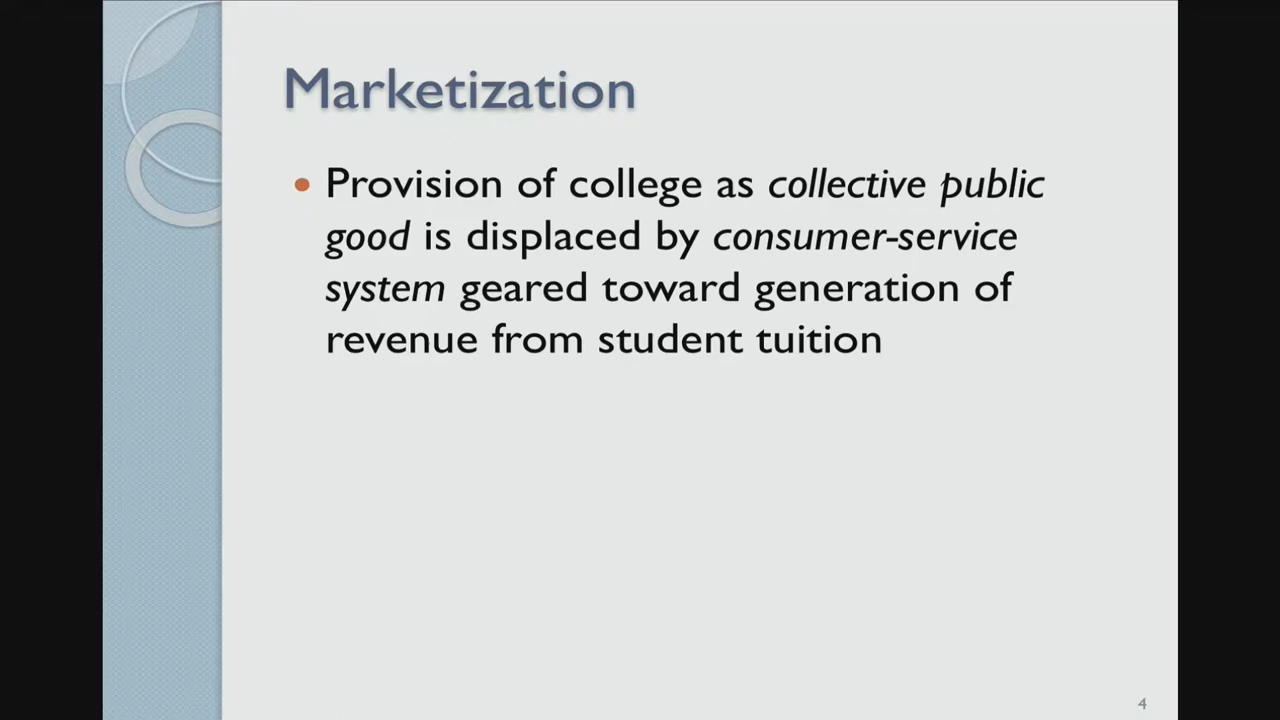 Marketization
• Provision of college as collective public
good is displaced by consumer-service
system geared toward generation of
revenue from student tuition
4